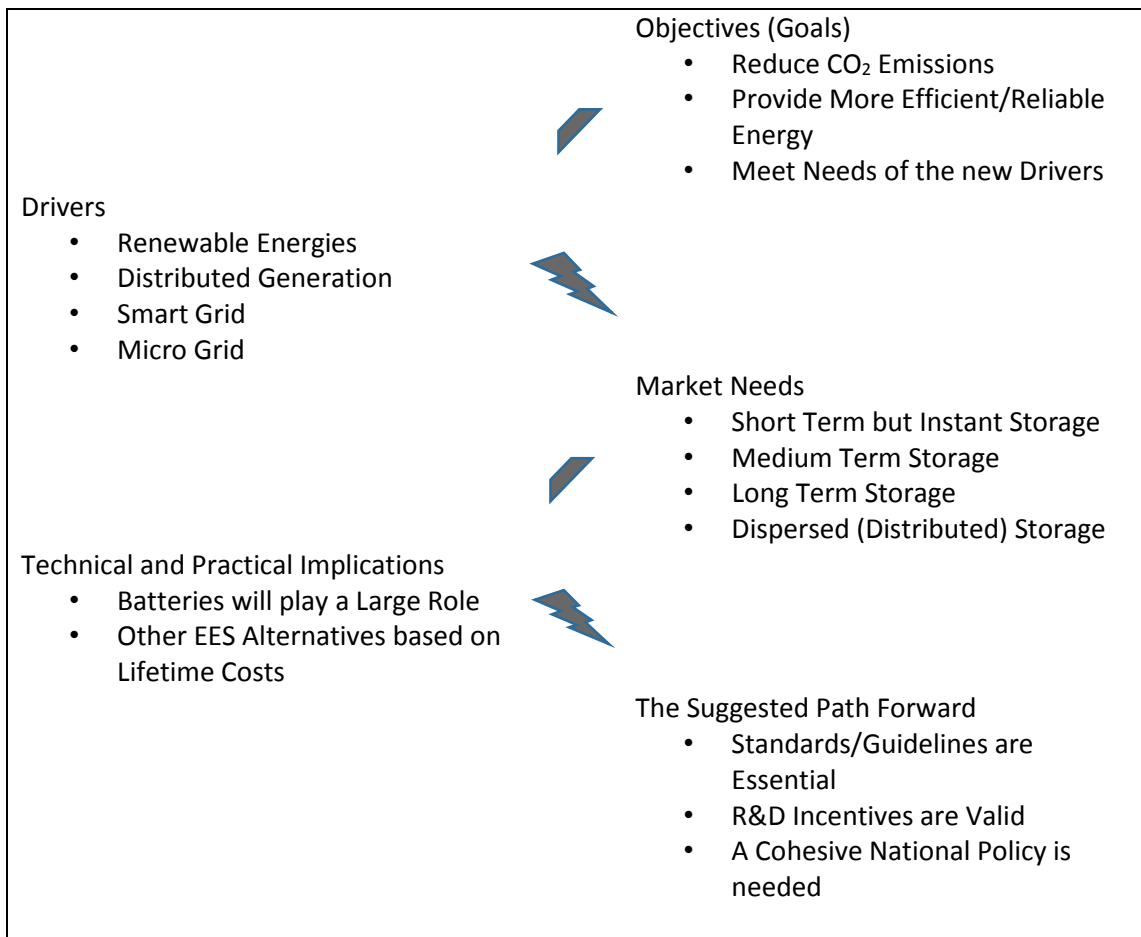 Objectives (Goals)
• Reduce CO₂ Emissions
• Provide More Efficient/Reliable
Energy
• Meet Needs of the new Drivers
Drivers
• Renewable Energies
• Distributed Generation
• Smart Grid
• Micro Grid
Market Needs
• Short Term but Instant Storage
• Medium Term Storage
• Long Term Storage
• Dispersed (Distributed) Storage
Technical and Practical Implications
• Batteries will play a Large Role
• Other EES Alternatives based on
Lifetime Costs
The Suggested Path Forward
• Standards/Guidelines are
Essential
• R&D Incentives are Valid
• A Cohesive National Policy is
needed